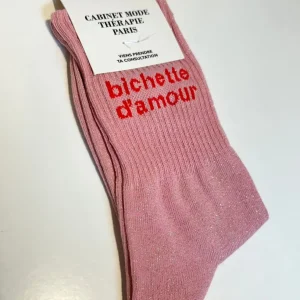 CABINET MODE
THÉRAPIE
PARIS
VIENS PRENDRE
TA CONSULTATION
bichette
d'amour